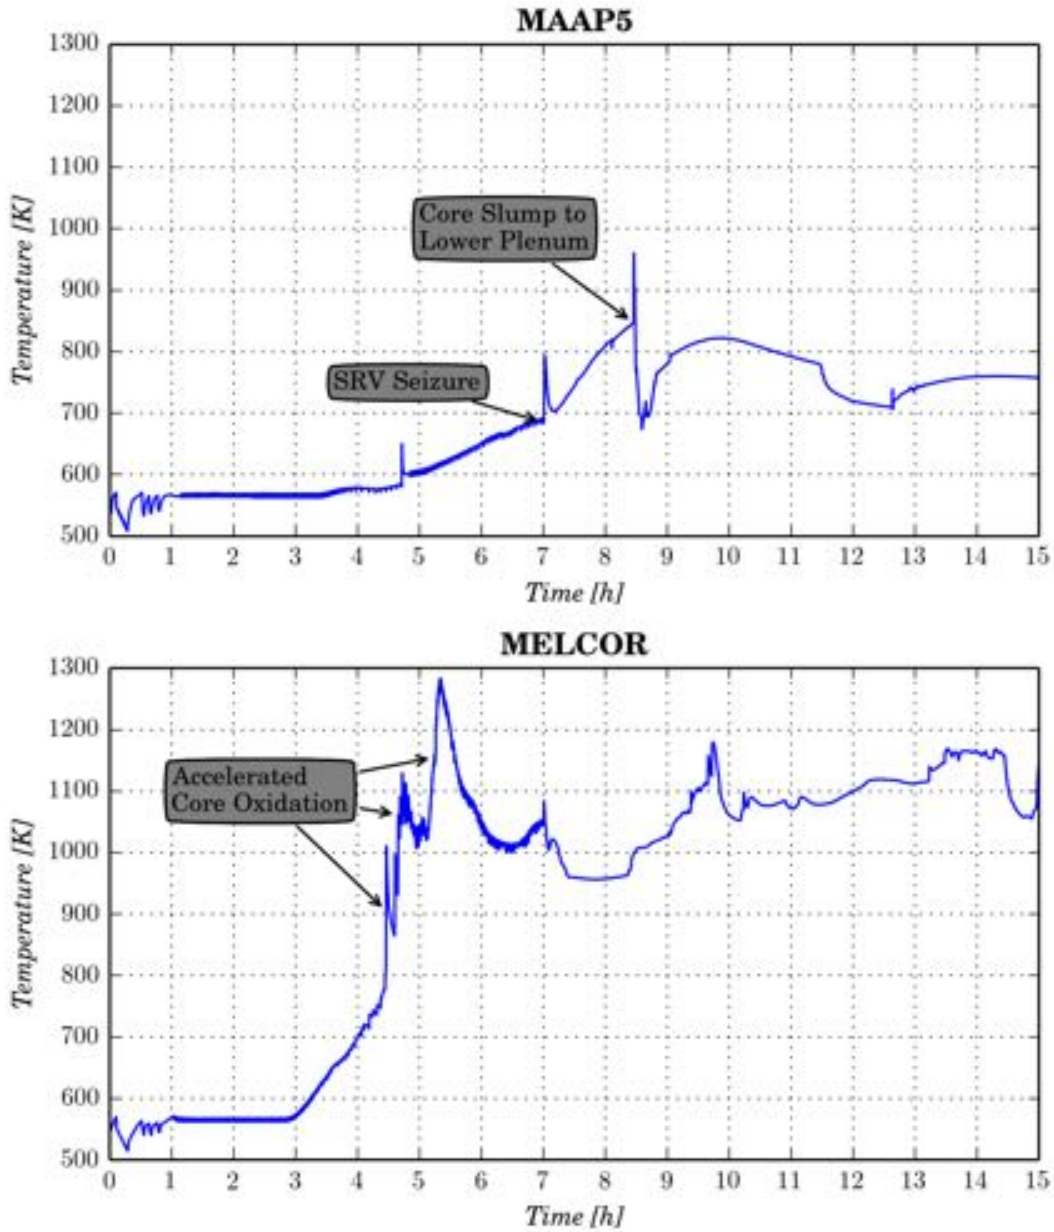 MAAP5
1300
1200
1100
1000
900
800
700
600
500
Temperature [K]
Core Slump to
Lower Plenum
SRV Seizure
0 1 2 3 4 5 6 7 8 9 10 11 12 13 14 15
Time [h]
MELCOR
1300
1200
1100
1000
900
800
700
600
500
Temperature [K]
Accelerated
Core Oxidation
0 1 2 3 4 5 6 7 8 9 10 11 12 13 14 15
Time [h]